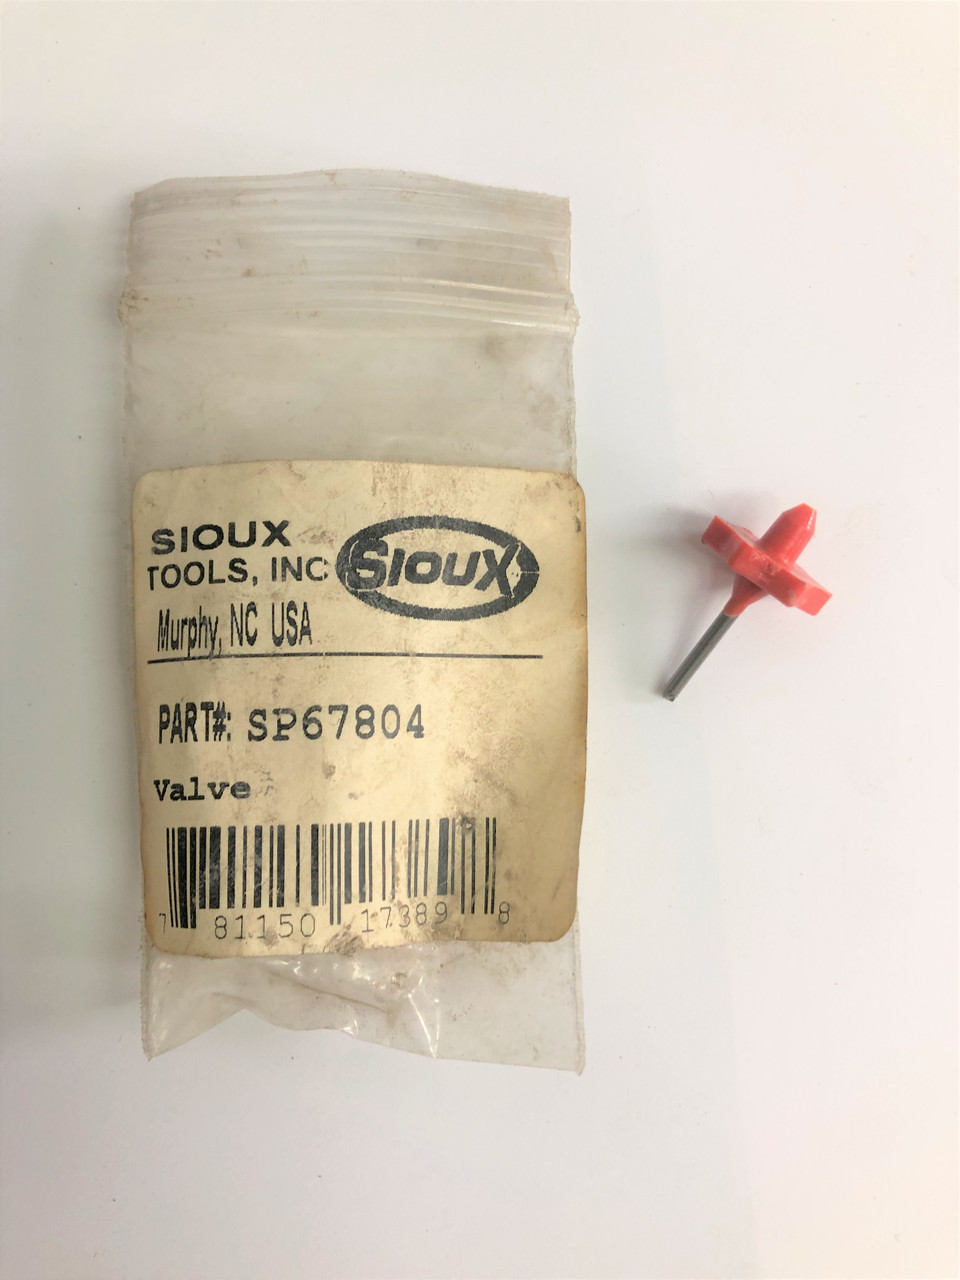 SIOUX
TOOLS, INC
SIOUX
Murphy, NC USA
PART#: SP67804
Valve
7 81150 17389 8